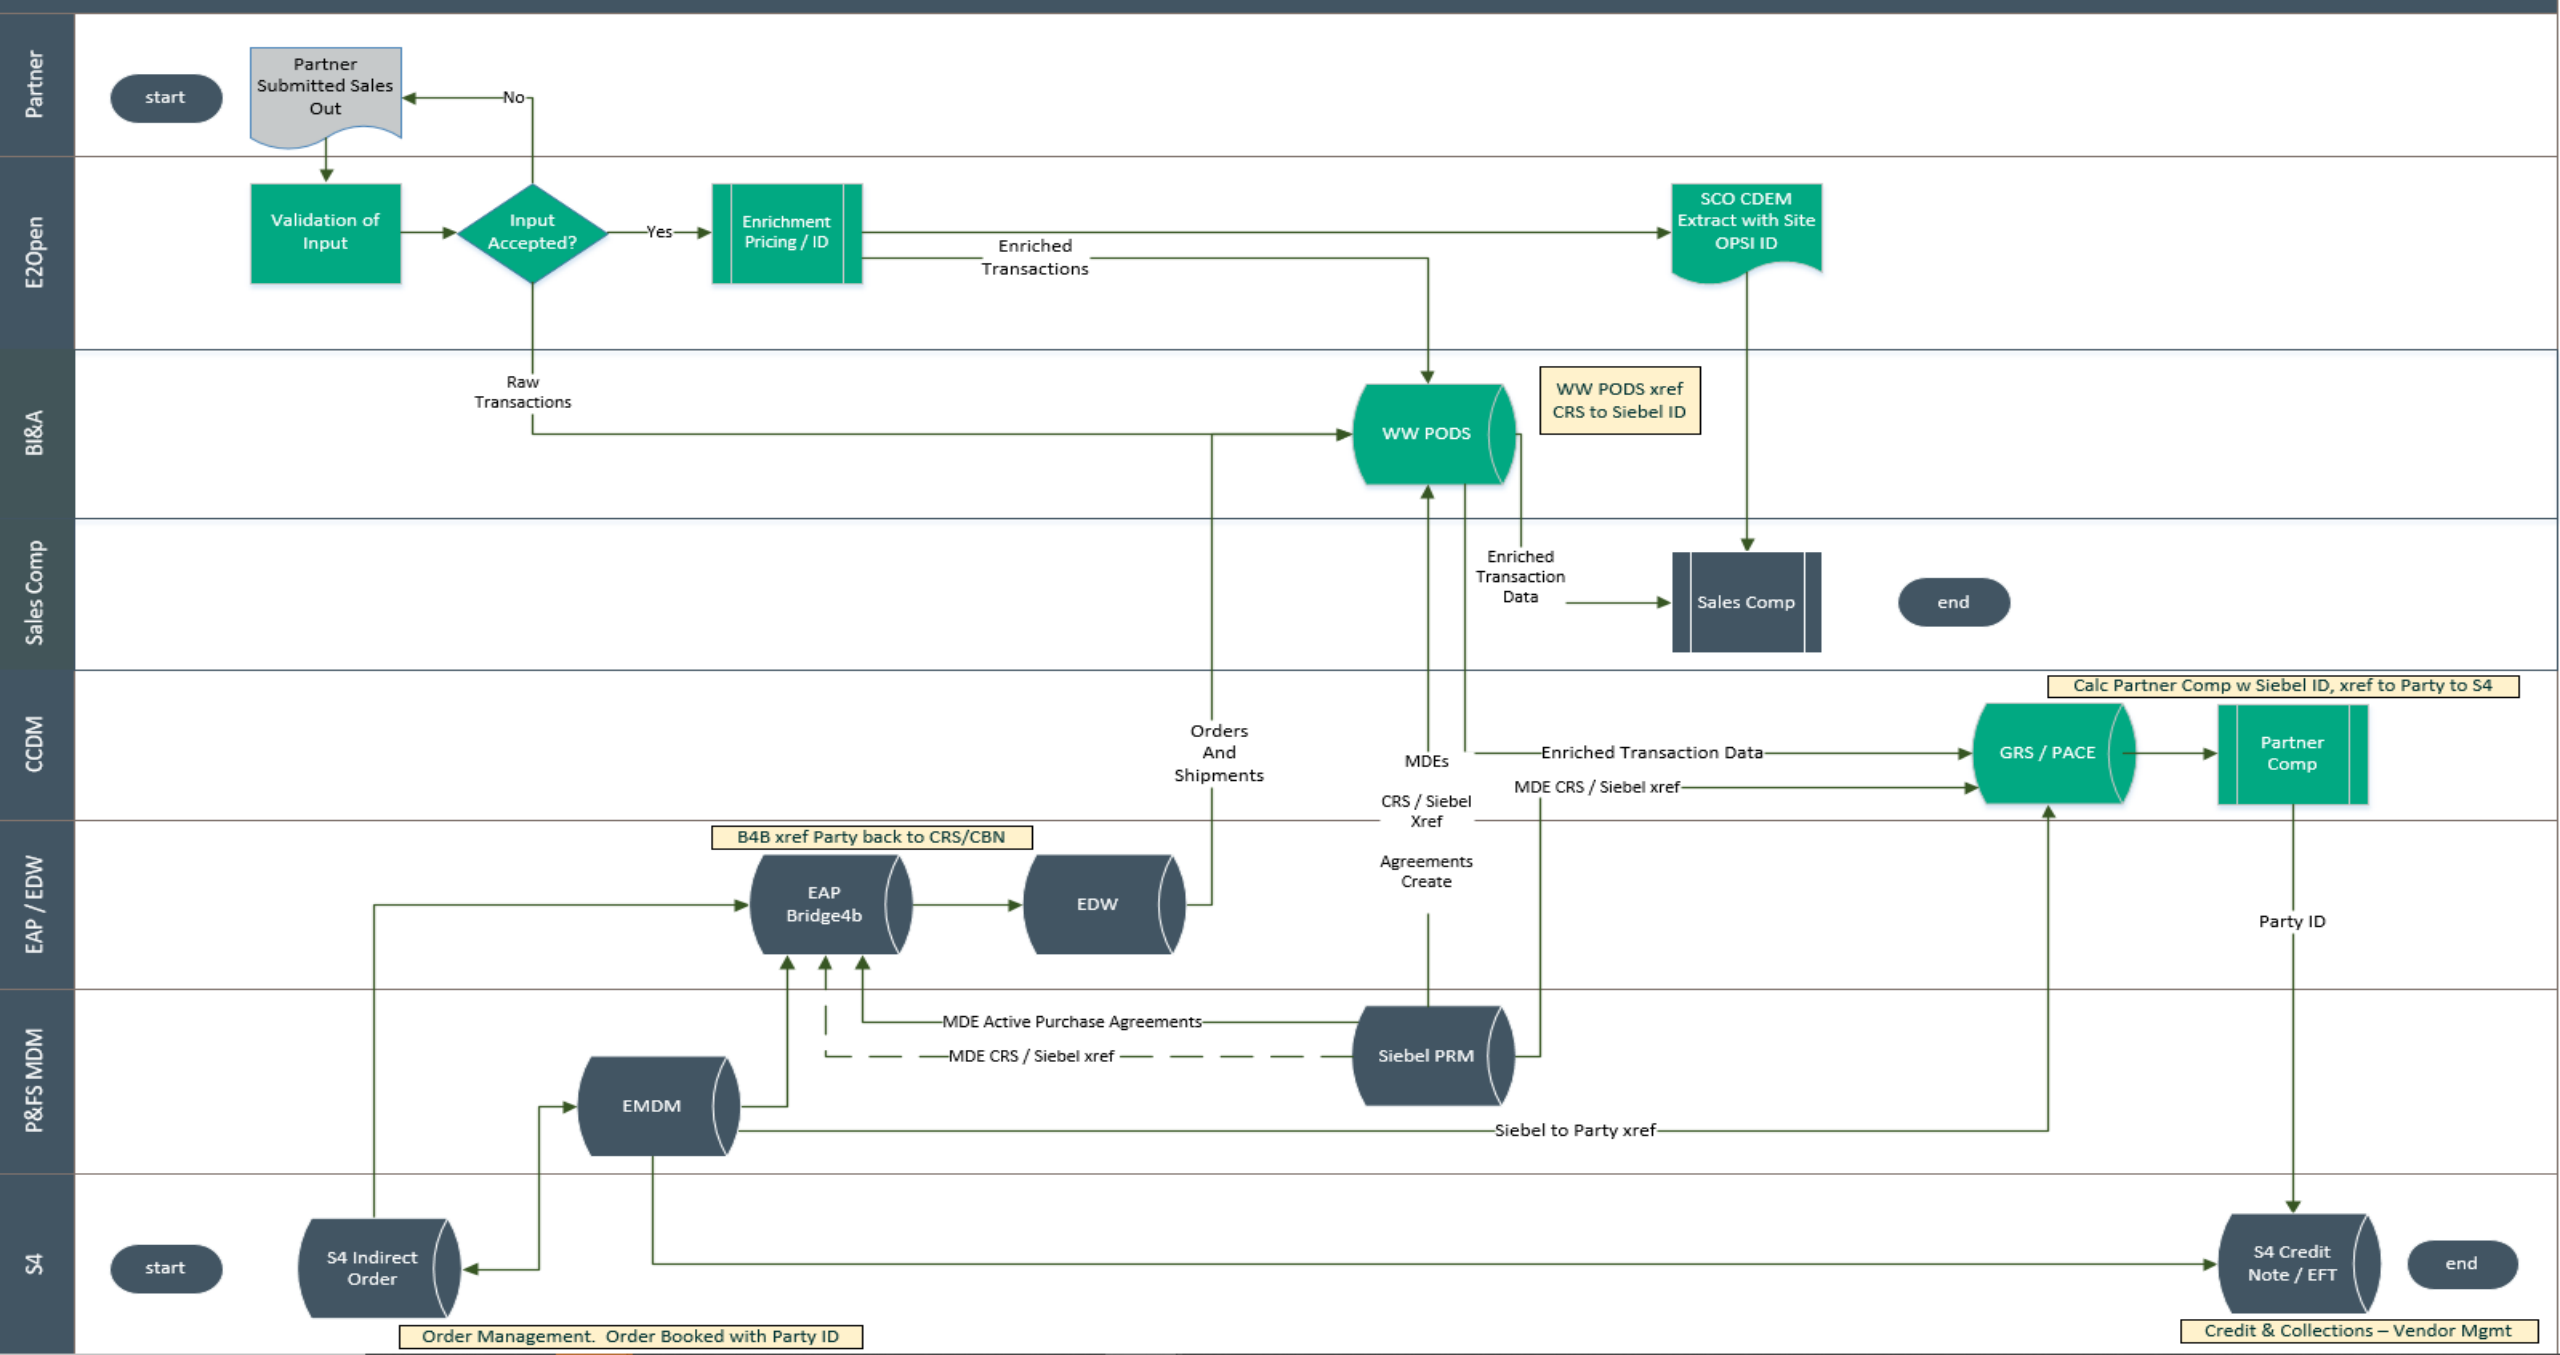 Partner
start
Partner
Submitted Sales
Out
No
E2Open
Validation of
Input
Input
Accepted?
Yes
Enrichment
Pricing / ID
Enriched
Transactions
SCO CDEM
Extract with Site
OPSI ID
BI&A
Raw
Transactions
WW PODS
WW PODS xref
CRS to Siebel ID
Sales Comp
Enriched
Transaction
Data
Sales Comp
end
CCDM
Orders
And
Shipments
MDEs
CRS / Siebel
Xref
Agreements
Create
Enriched Transaction Data
MDE CRS / Siebel xref
Calc Partner Comp w Siebel ID, xref to Party to S4
GRS / PACE
Partner
Comp
EAP / EDW
B4B xref Party back to CRS/CBN
EAP
Bridge4b
EDW
Party ID
P&FS MDM
MDE Active Purchase Agreements
MDE CRS / Siebel xref
Siebel PRM
EMDM
Siebel to Party xref
S4
start
S4 Indirect
Order
Order Management.  Order Booked with Party ID
S4 Credit
Note / EFT
end
Credit & Collections – Vendor Mgmt